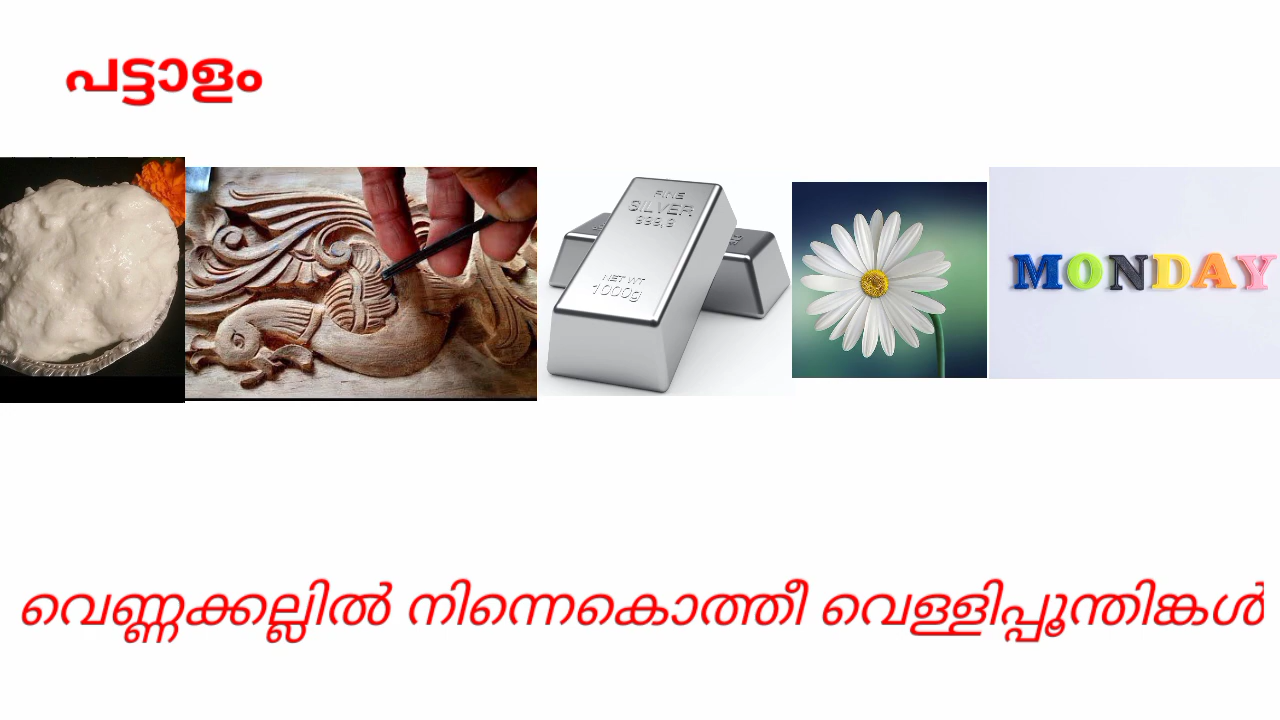 പട്ടാളം
FINE
SILVER
999,9
NET WT
1000g
MONDAY
വെണ്ണക്കല്ലിൽ നിന്നെകൊത്തീ വെള്ളിപ്പൂന്തിങ്കൾ